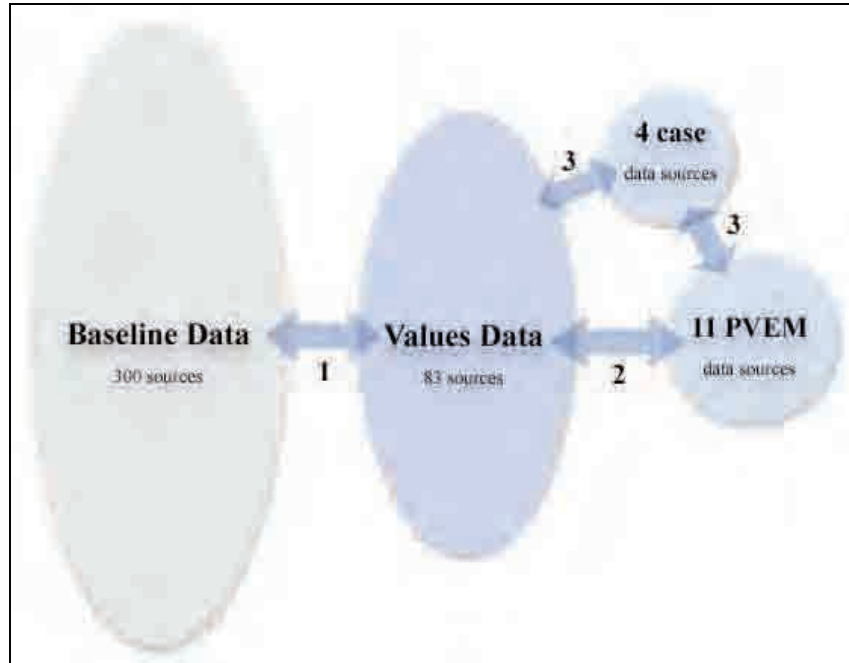 Baseline Data
300 sources
1
Values Data
83 sources
2
3
4 case
data sources
3
11 PVEM
data sources